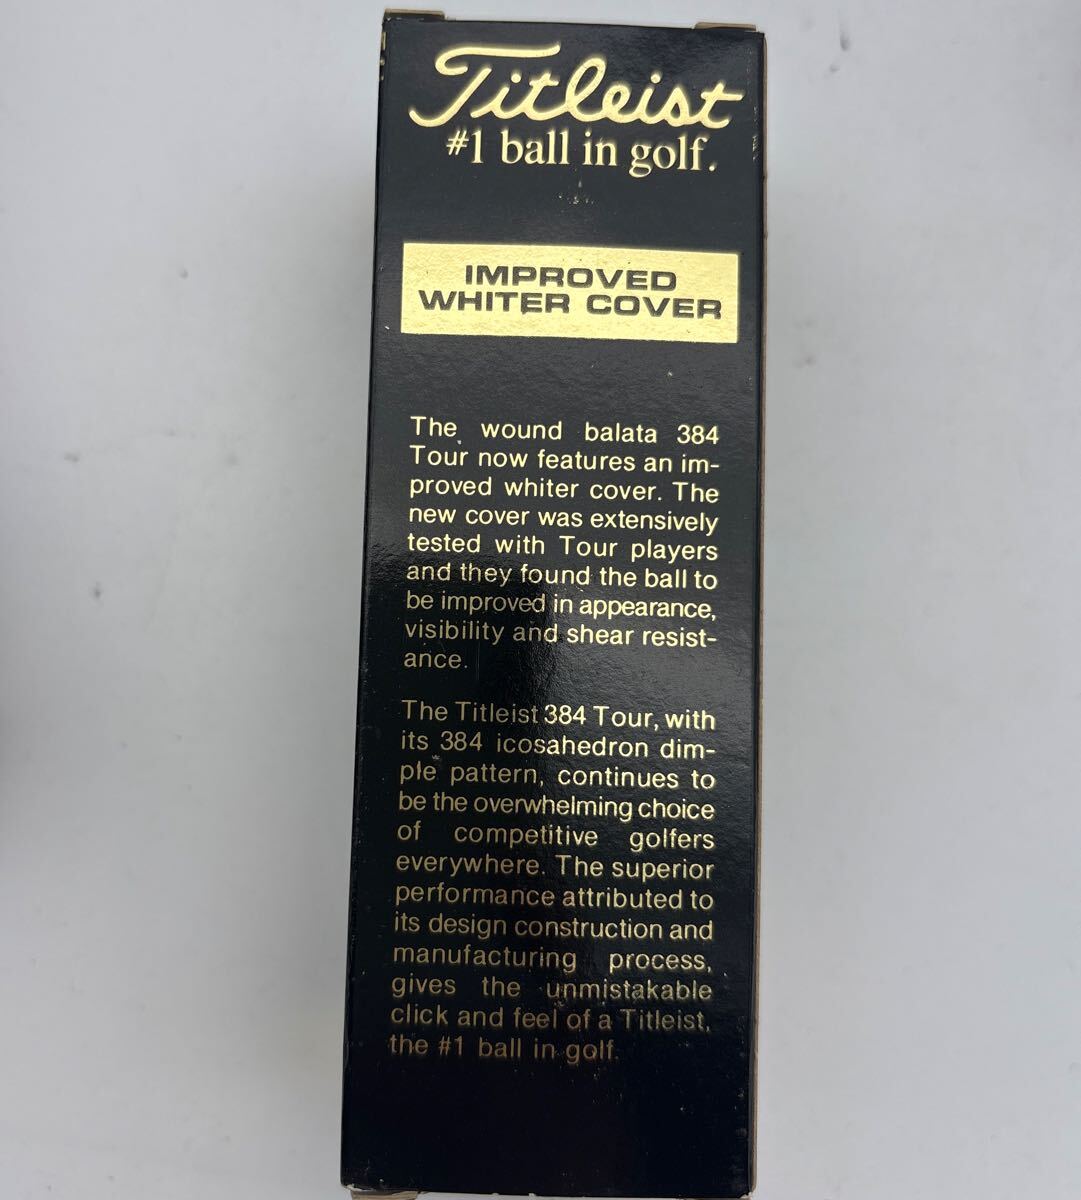 Titleist
#1 ball in golf.
IMPROVED
WHITER COVER
The wound balata 384
Tour now features an im-
proved whiter cover. The
new cover was extensively
tested with Tour players
and they found the ball to
be improved in appearance,
visibility and shear resist-
ance.
The Titleist 384 Tour, with
its 384 icosahedron dim-
ple pattern, continues to
be the overwhelming choice
of competitive golfers
everywhere. The superior
performance attributed to
its design construction and
manufacturing process,
gives the unmistakable
click and feel of a Titleist,
the #1 ball in golf.